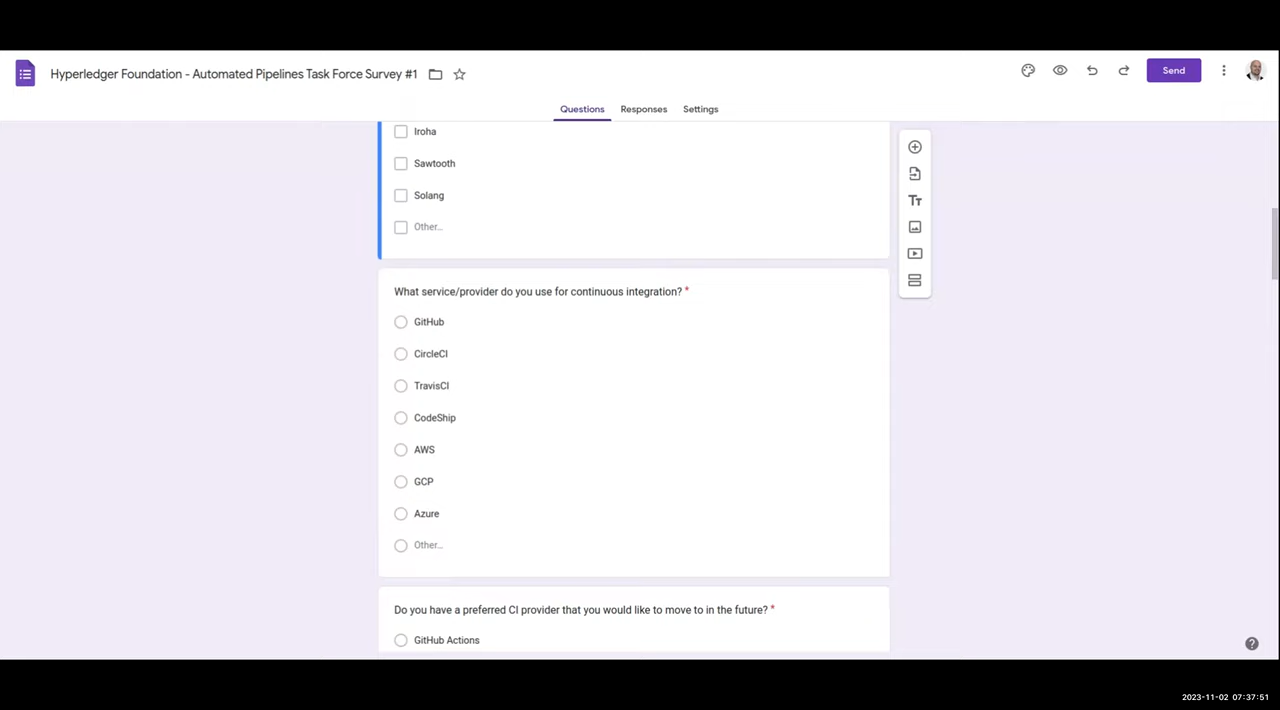 Hyperledger Foundation - Automated Pipelines Task Force Survey #1
Send
Questions Responses Settings
Iroha
Sawtooth
Solang
Other...
Tt
What service/provider do you use for continuous integration? *
GitHub
CircleCI
TravisCI
CodeShip
AWS
GCP
Azure
Other...
Do you have a preferred CI provider that you would like to move to in the future? *
GitHub Actions
2023-11-02 07:37:51